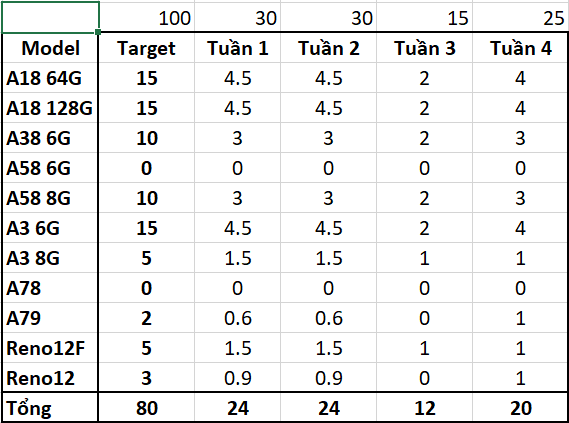 100 30 30 15 25
Model Target Tuần 1 Tuần 2 Tuần 3 Tuần 4
A18 64G 15 4.5 4.5 2 4
A18 128G 15 4.5 4.5 2 4
A38 6G 10 3 3 2 3
A58 6G 0 0 0 0 0
A58 8G 10 3 3 2 3
A3 6G 15 4.5 4.5 2 4
A3 8G 5 1.5 1.5 1 1
A78 0 0 0 0 0
A79 2 0.6 0.6 0 1
Reno12F 5 1.5 1.5 1 1
Reno12 3 0.9 0.9 0 1
Tổng 80 24 24 12 20